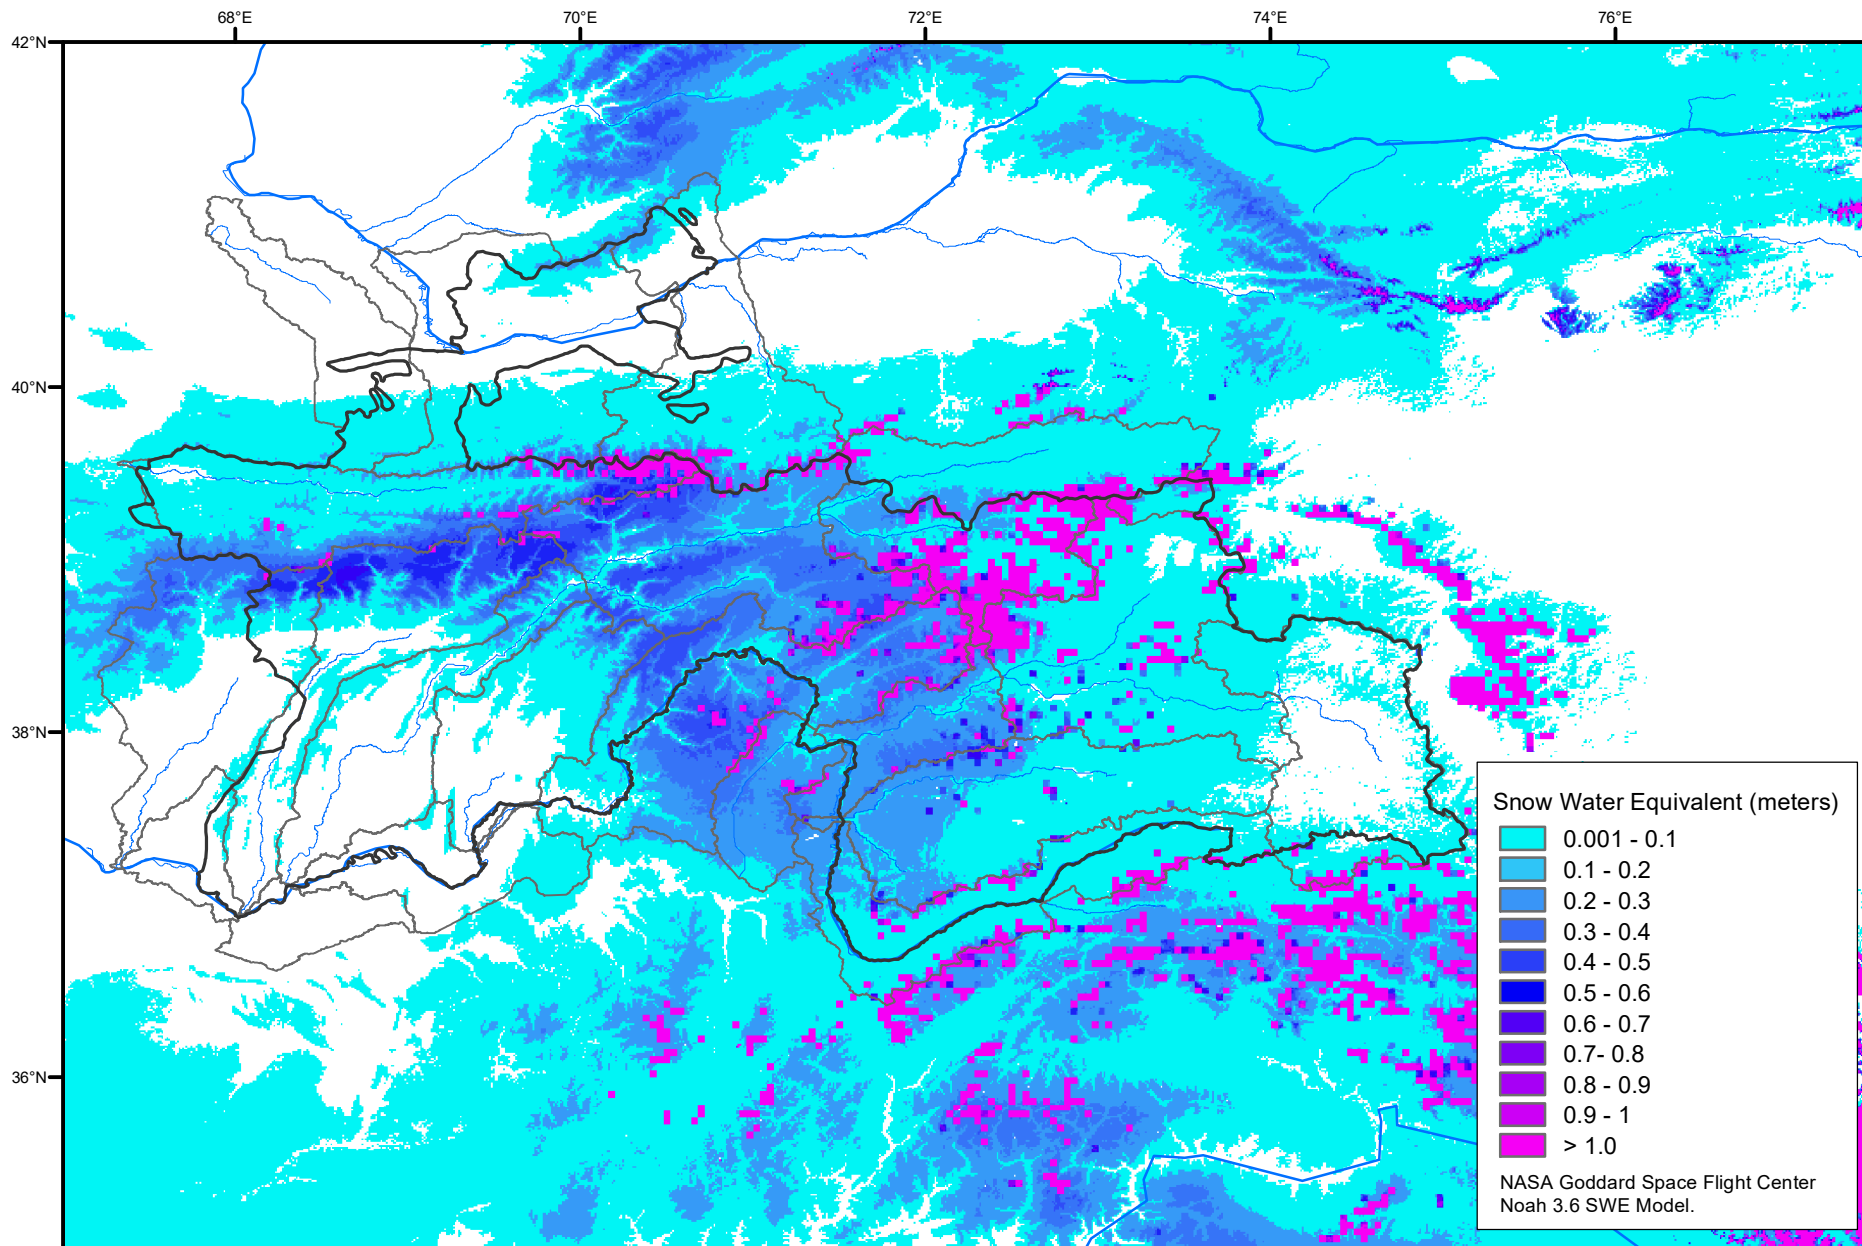 68°E
70°E
72°E
74°E
76°E
42°N
40°N
38°N
36°N
Snow Water Equivalent (meters)
0.001 - 0.1
0.1 - 0.2
0.2 - 0.3
0.3 - 0.4
0.4 - 0.5
0.5 - 0.6
0.6 - 0.7
0.7- 0.8
0.8 - 0.9
0.9 - 1
> 1.0
NASA Goddard Space Flight Center
Noah 3.6 SWE Model.